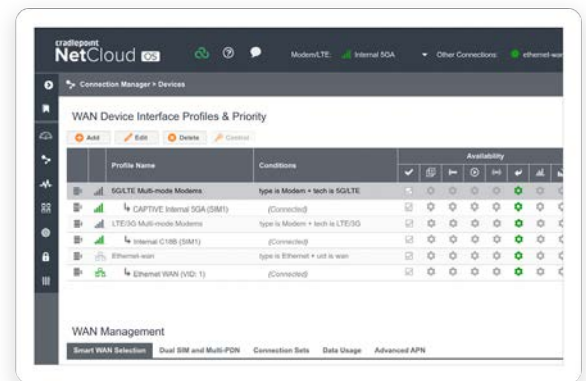 cradlepoint
NetCloud OS
Modem/LTE: Internal 5GA Other Connections: ethernet-wan
Connection Manager > Devices
WAN Device Interface Profiles & Priority
Add Edit Delete Control
Availability
Profile Name Conditions
5G/LTE Multi-mode Modems type is Modem + tech is 5G/LTE
CAPTIVE Internal 5GA (SIM1) (Connected)
LTE/3G Multi-mode Modems type is Modem + tech is LTE/3G
Internal C18B (SIM1) (Connected)
Ethernet-wan type is Ethernet + uid is wan
Ethernet WAN (VID: 1) (Connected)
WAN Management
Smart WAN Selection Dual SIM and Multi-PDN Connection Sets Data Usage Advanced APN